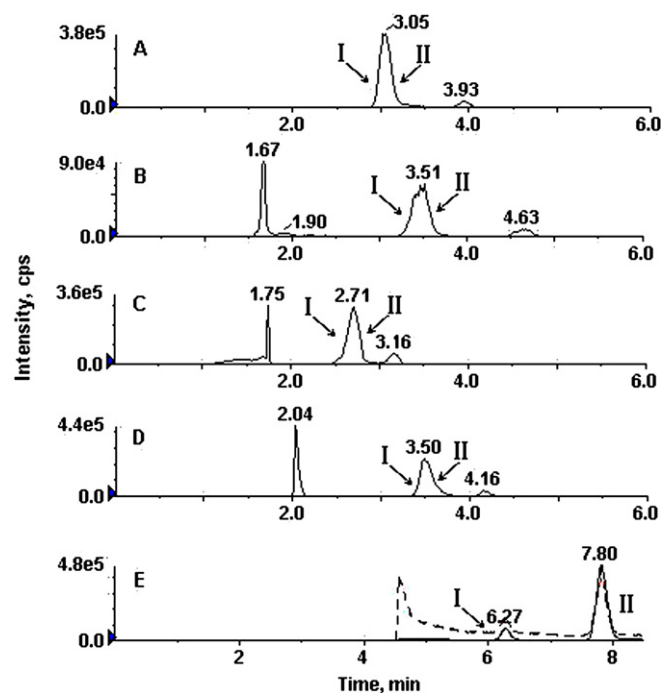 3.8e5
A
I
3.05
II
3.93
0.0
2.0
4.0
6.0
9.0e4
B
1.67
1.90
I
3.51
II
4.63
0.0
2.0
4.0
6.0
3.6e5
C
1.75
I
2.71
II
3.16
0.0
2.0
4.0
6.0
4.4e5
D
2.04
I
3.50
II
4.16
0.0
2.0
4.0
6.0
4.8e5
E
I
6.27
7.80
II
0.0
2
4
6
8
Time, min
Intensity, cps